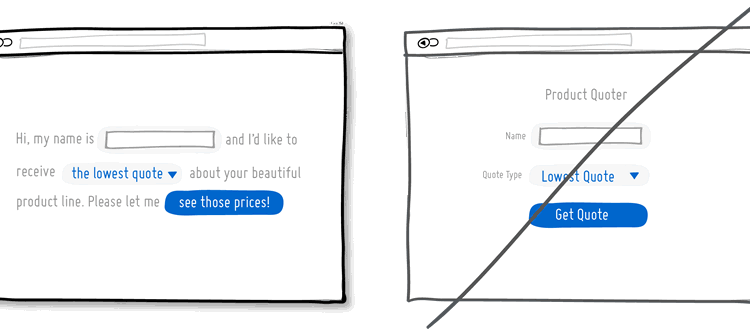 Hi, my name is and I'd like to
receive the lowest quote about your beautiful
product line. Please let me see those prices!
Product Quoter
Name
Quote Type Lowest Quote
Get Quote